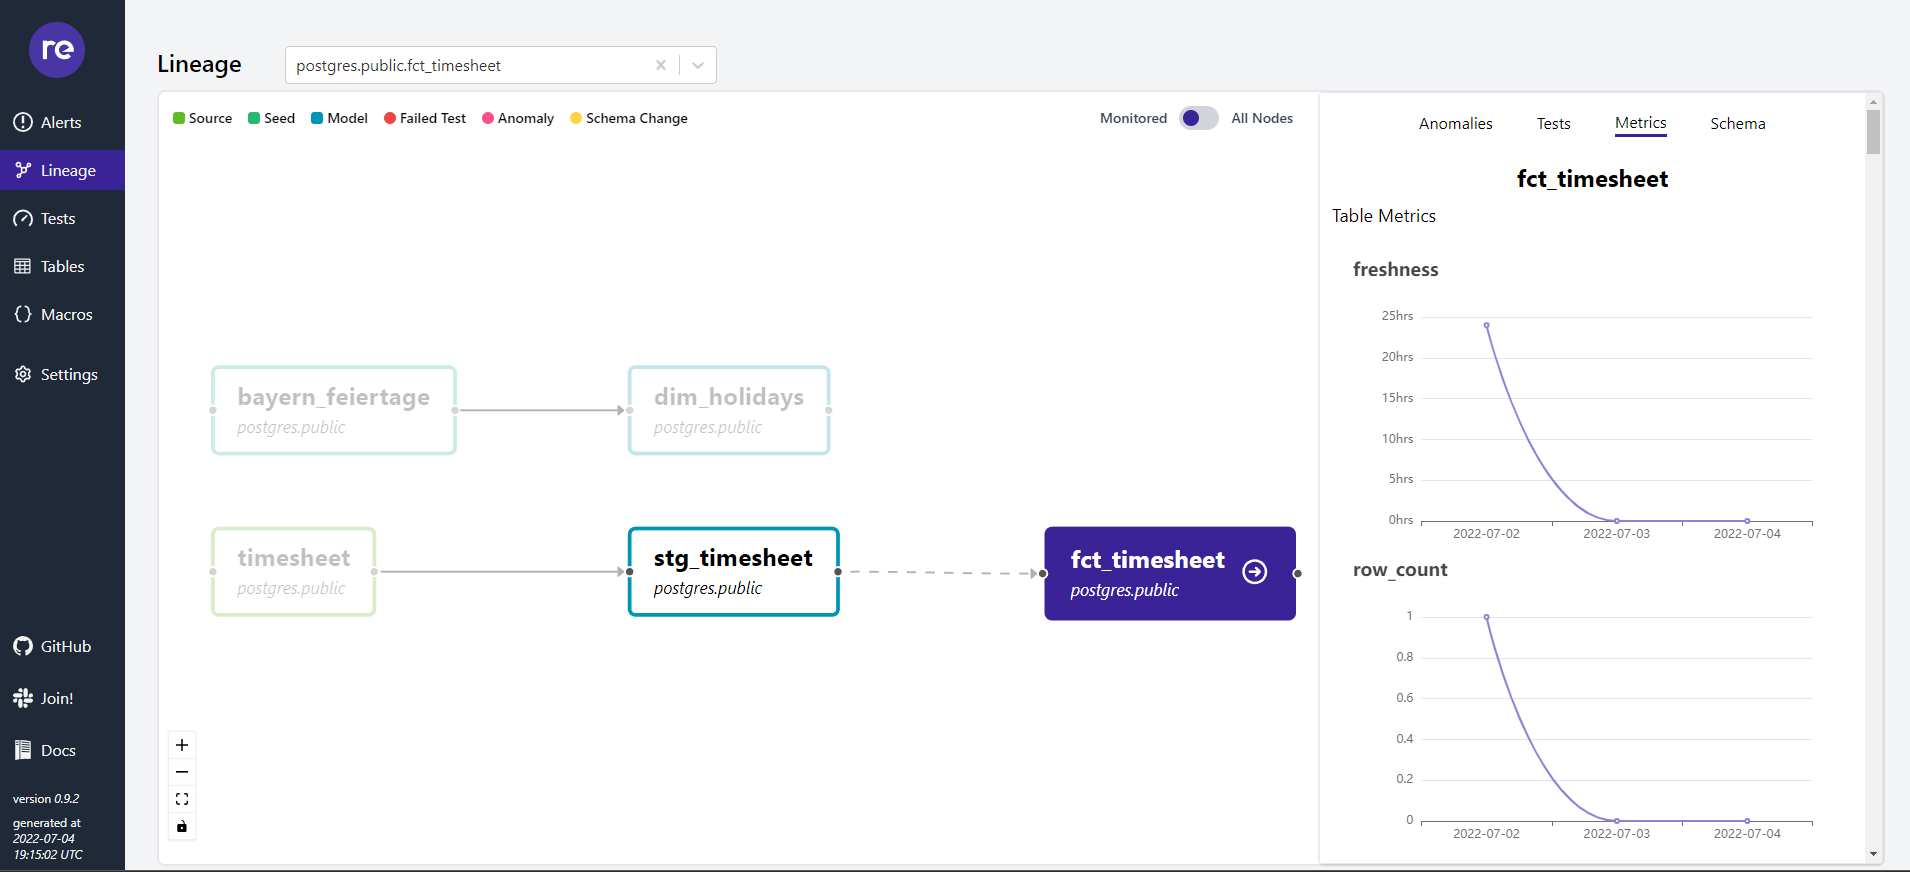 re
Alerts
Lineage
Tests
Tables
Macros
Settings
GitHub
Join!
Docs
version 0.9.2
generated at
2022-07-04
19:15:02 UTC
Lineage
postgres.public.fct_timesheet
Source Seed Model Failed Test Anomaly Schema Change
Monitored All Nodes
bayern_feiertage
postgres.public
dim_holidays
postgres.public
timesheet
postgres.public
stg_timesheet
postgres.public
fct_timesheet
postgres.public
Anomalies Tests Metrics Schema
fct_timesheet
Table Metrics
freshness
25hrs
20hrs
15hrs
10hrs
5hrs
0hrs
2022-07-02 2022-07-03 2022-07-04
row_count
1
0.8
0.6
0.4
0.2
0
2022-07-02 2022-07-03 2022-07-04